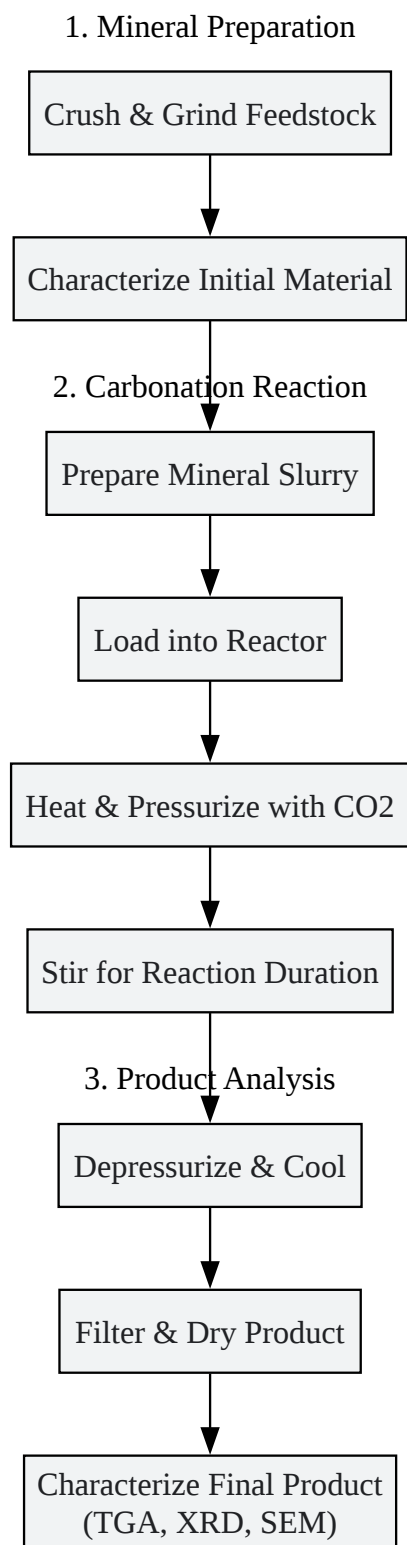 1. Mineral Preparation
Crush & Grind Feedstock
Characterize Initial Material
2. Carbonation Reaction
Prepare Mineral Slurry
Load into Reactor
Heat & Pressurize with CO2
Stir for Reaction Duration
3. Product Analysis
Depressurize & Cool
Filter & Dry Product
Characterize Final Product
(TGA, XRD, SEM)